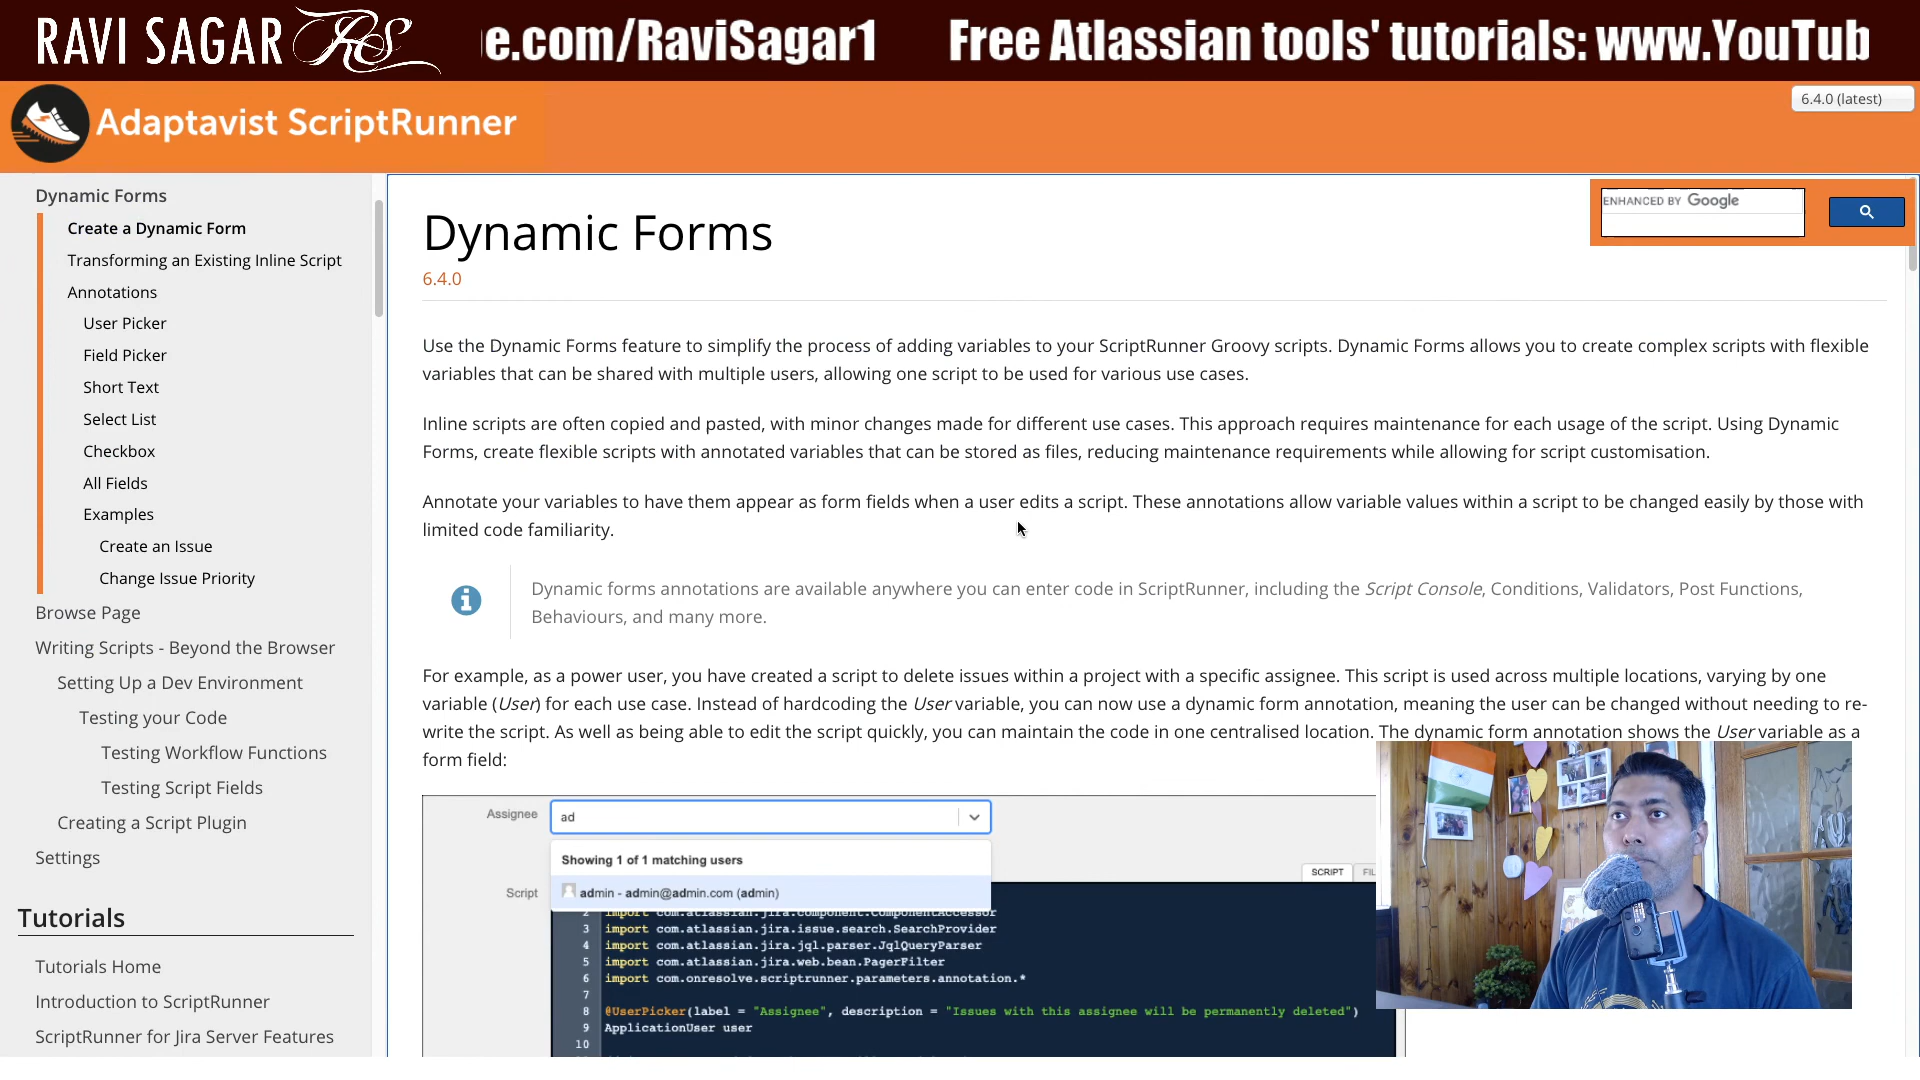 RAVI SAGAR RS
e.com/RaviSagar1 Free Atlassian tools' tutorials: www.YouTub
Adaptavist ScriptRunner
6.4.0 (latest)
Dynamic Forms
Create a Dynamic Form
Transforming an Existing Inline Script
Annotations
User Picker
Field Picker
Short Text
Select List
Checkbox
All Fields
Examples
Create an Issue
Change Issue Priority
Browse Page
Writing Scripts - Beyond the Browser
Setting Up a Dev Environment
Testing your Code
Testing Workflow Functions
Testing Script Fields
Creating a Script Plugin
Settings
Tutorials
Tutorials Home
Introduction to ScriptRunner
ScriptRunner for Jira Server Features
ENHANCED BY Google
Dynamic Forms
6.4.0
Use the Dynamic Forms feature to simplify the process of adding variables to your ScriptRunner Groovy scripts. Dynamic Forms allows you to create complex scripts with flexible
variables that can be shared with multiple users, allowing one script to be used for various use cases.
Inline scripts are often copied and pasted, with minor changes made for different use cases. This approach requires maintenance for each usage of the script. Using Dynamic
Forms, create flexible scripts with annotated variables that can be stored as files, reducing maintenance requirements while allowing for script customisation.
Annotate your variables to have them appear as form fields when a user edits a script. These annotations allow variable values within a script to be changed easily by those with
limited code familiarity.
Dynamic forms annotations are available anywhere you can enter code in ScriptRunner, including the Script Console, Conditions, Validators, Post Functions,
Behaviours, and many more.
For example, as a power user, you have created a script to delete issues within a project with a specific assignee. This script is used across multiple locations, varying by one
variable (User) for each use case. Instead of hardcoding the User variable, you can now use a dynamic form annotation, meaning the user can be changed without needing to re-
write the script. As well as being able to edit the script quickly, you can maintain the code in one centralised location. The dynamic form annotation shows the User variable as a
form field:
Assignee ad
Showing 1 of 1 matching users
admin - admin@admin.com (admin)
SCRIPT FIL
Script
2 import com.atlassian.jira.component.ComponentAccessor
3 import com.atlassian.jira.issue.search.SearchProvider
4 import com.atlassian.jira.jql.parser.JqlQueryParser
5 import com.atlassian.jira.web.bean.PagerFilter
6 import com.onresolve.scriptrunner.parameters.annotation.*
7
8 @UserPicker(label = "Assignee", description = "Issues with this assignee will be permanently deleted")
9 ApplicationUser user
10